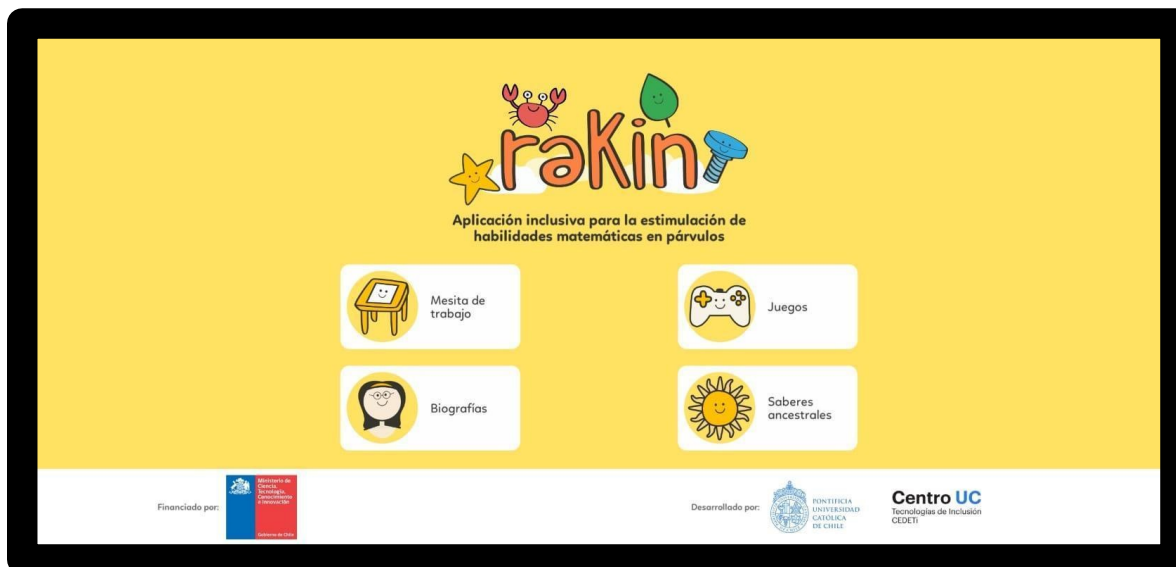 rakin
Aplicación inclusiva para la estimulación de
habilidades matemáticas en párvulos
Mesita de
trabajo
Juegos
Biografías
Saberes
ancestrales
Financiado por:
Ministerio de
Ciencia,
Tecnología,
Conocimiento
e Innovación
Gobierno de Chile
Desarrollado por:
PONTIFICIA
UNIVERSIDAD
CATÓLICA
DE CHILE
Centro UC
Tecnologías de Inclusión
CEDETi